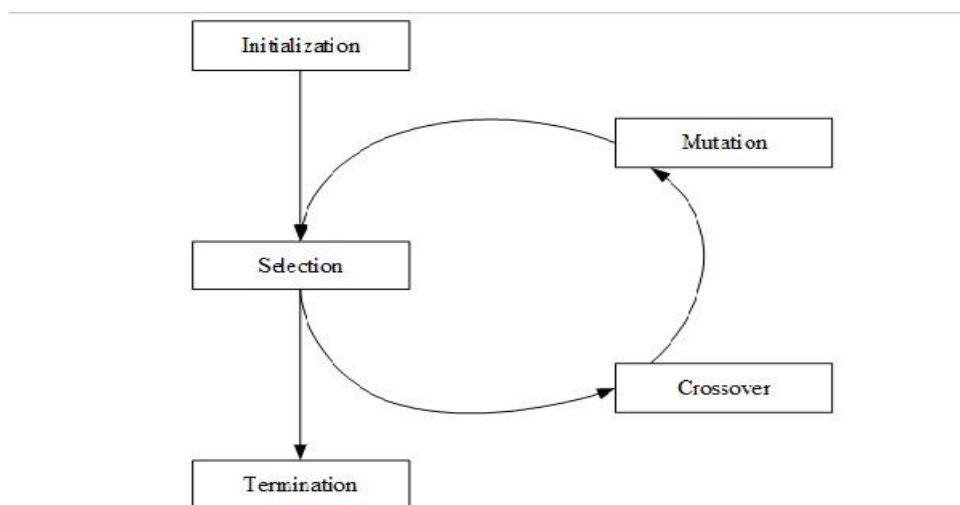 Initialization
Mutation
Selection
Crossover
Termination